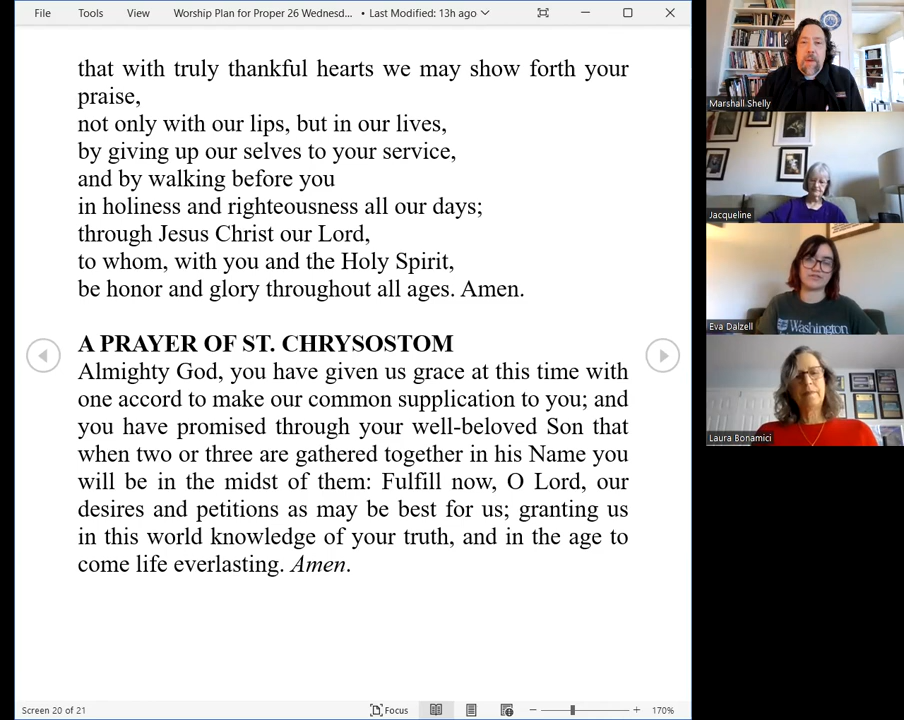 File Tools View Worship Plan for Proper 26 Wednesd... • Last Modified: 13h ago
that with truly thankful hearts we may show forth your
praise,
not only with our lips, but in our lives,
by giving up our selves to your service,
and by walking before you
in holiness and righteousness all our days;
through Jesus Christ our Lord,
to whom, with you and the Holy Spirit,
be honor and glory throughout all ages. Amen.
A PRAYER OF ST. CHRYSOSTOM
Almighty God, you have given us grace at this time with
one accord to make our common supplication to you; and
you have promised through your well-beloved Son that
when two or three are gathered together in his Name you
will be in the midst of them: Fulfill now, O Lord, our
desires and petitions as may be best for us; granting us
in this world knowledge of your truth, and in the age to
come life everlasting. Amen.
Screen 20 of 21
Focus
170%
Marshall Shelly
Jacqueline
Washington
Eva Dalzell
Laura Bonamici